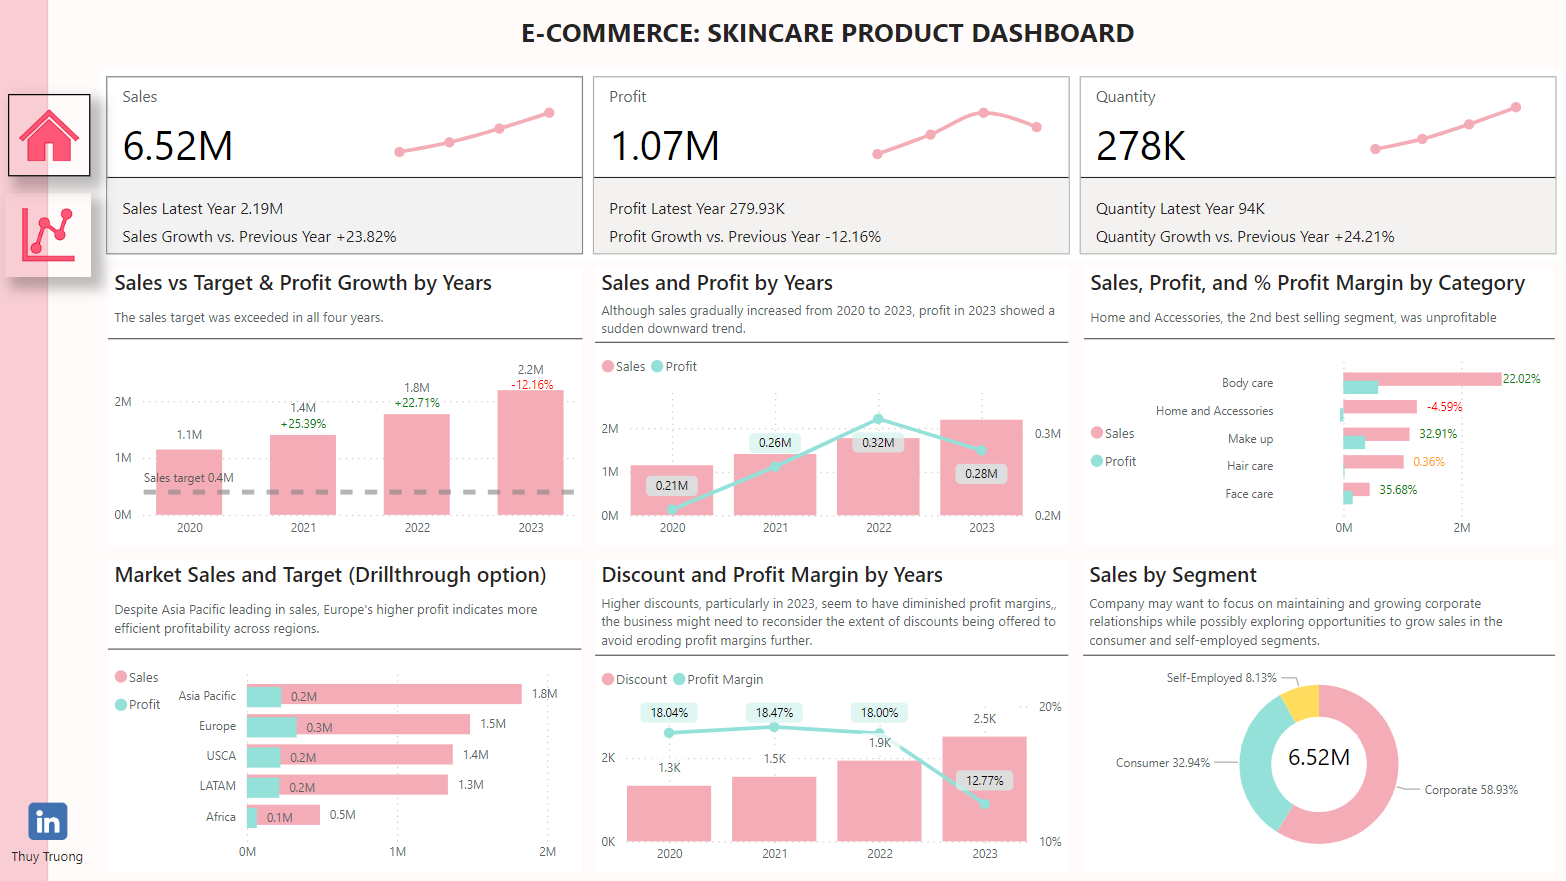 E-COMMERCE: SKINCARE PRODUCT DASHBOARD
Sales
6.52M
Sales Latest Year 2.19M
Sales Growth vs. Previous Year +23.82%
Profit
1.07M
Profit Latest Year 279.93K
Profit Growth vs. Previous Year -12.16%
Quantity
278K
Quantity Latest Year 94K
Quantity Growth vs. Previous Year +24.21%
Sales vs Target & Profit Growth by Years
The sales target was exceeded in all four years.
2M
1M
0M
1.1M
1.4M
+25.39%
1.8M
+22.71%
2.2M
-12.16%
Sales target 0.4M
2020
2021
2022
2023
Sales and Profit by Years
Although sales gradually increased from 2020 to 2023, profit in 2023 showed a
sudden downward trend.
Sales
Profit
2M
1M
0M
0.21M
0.26M
0.32M
0.28M
0.3M
0.2M
2020
2021
2022
2023
Sales, Profit, and % Profit Margin by Category
Home and Accessories, the 2nd best selling segment, was unprofitable
Sales
Profit
Body care
22.02%
Home and Accessories
-4.59%
Make up
32.91%
Hair care
0.36%
Face care
35.68%
0M
2M
Market Sales and Target (Drillthrough option)
Despite Asia Pacific leading in sales, Europe's higher profit indicates more
efficient profitability across regions.
Sales
Profit
Asia Pacific
0.2M
1.8M
Europe
0.3M
1.5M
USCA
0.2M
1.4M
LATAM
0.2M
1.3M
Africa
0.1M
0.5M
0M
1M
2M
Discount and Profit Margin by Years
Higher discounts, particularly in 2023, seem to have diminished profit margins,,
the business might need to reconsider the extent of discounts being offered to
avoid eroding profit margins further.
Discount
Profit Margin
2K
0K
18.04%
18.47%
18.00%
12.77%
1.3K
1.5K
1.9K
2.5K
20%
10%
2020
2021
2022
2023
Sales by Segment
Company may want to focus on maintaining and growing corporate
relationships while possibly exploring opportunities to grow sales in the
consumer and self-employed segments.
Self-Employed 8.13%
Consumer 32.94%
6.52M
Corporate 58.93%
in
Thuy Truong